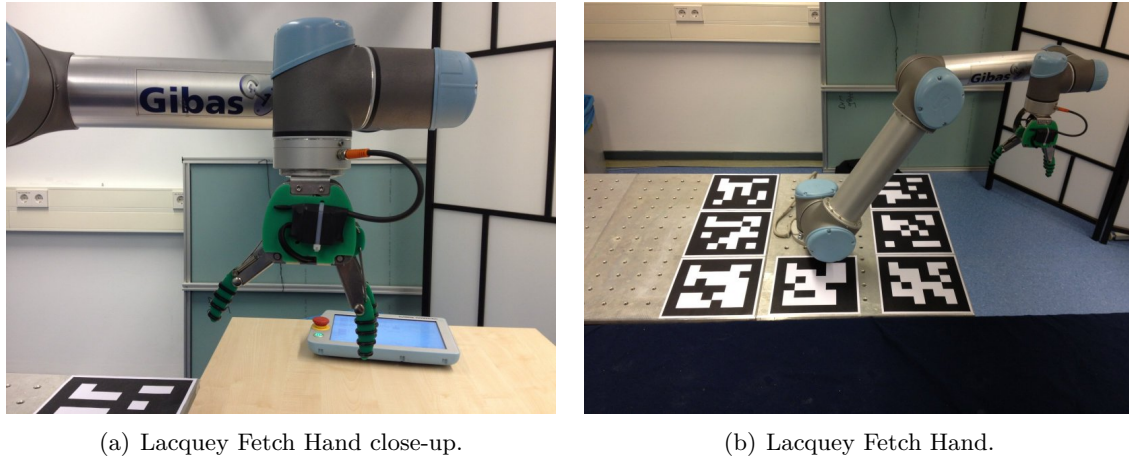 Gibas
Gibas
(a) Lacquey Fetch Hand close-up.
(b) Lacquey Fetch Hand.